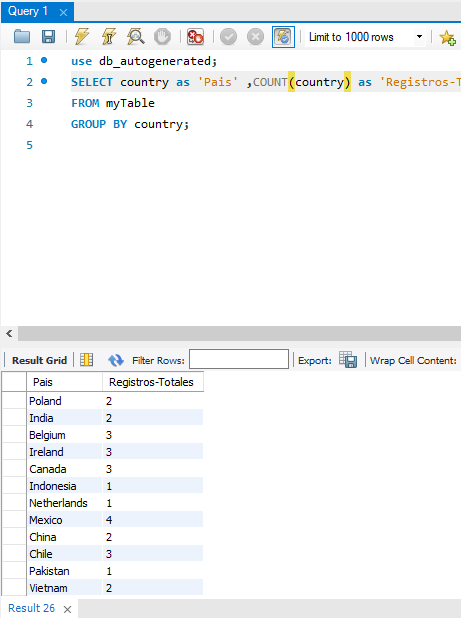 Query 1
Limit to 1000 rows
1 use db_autogenerated;
2 SELECT country as 'Pais' ,COUNT(country) as 'Registros-T
3 FROM myTable
4 GROUP BY country;
5
Result Grid Filter Rows: Export: Wrap Cell Content:
Pais Registros-Totales
Poland 2
India 2
Belgium 3
Ireland 3
Canada 3
Indonesia 1
Netherlands 1
Mexico 4
China 2
Chile 3
Pakistan 1
Vietnam 2
Result 26